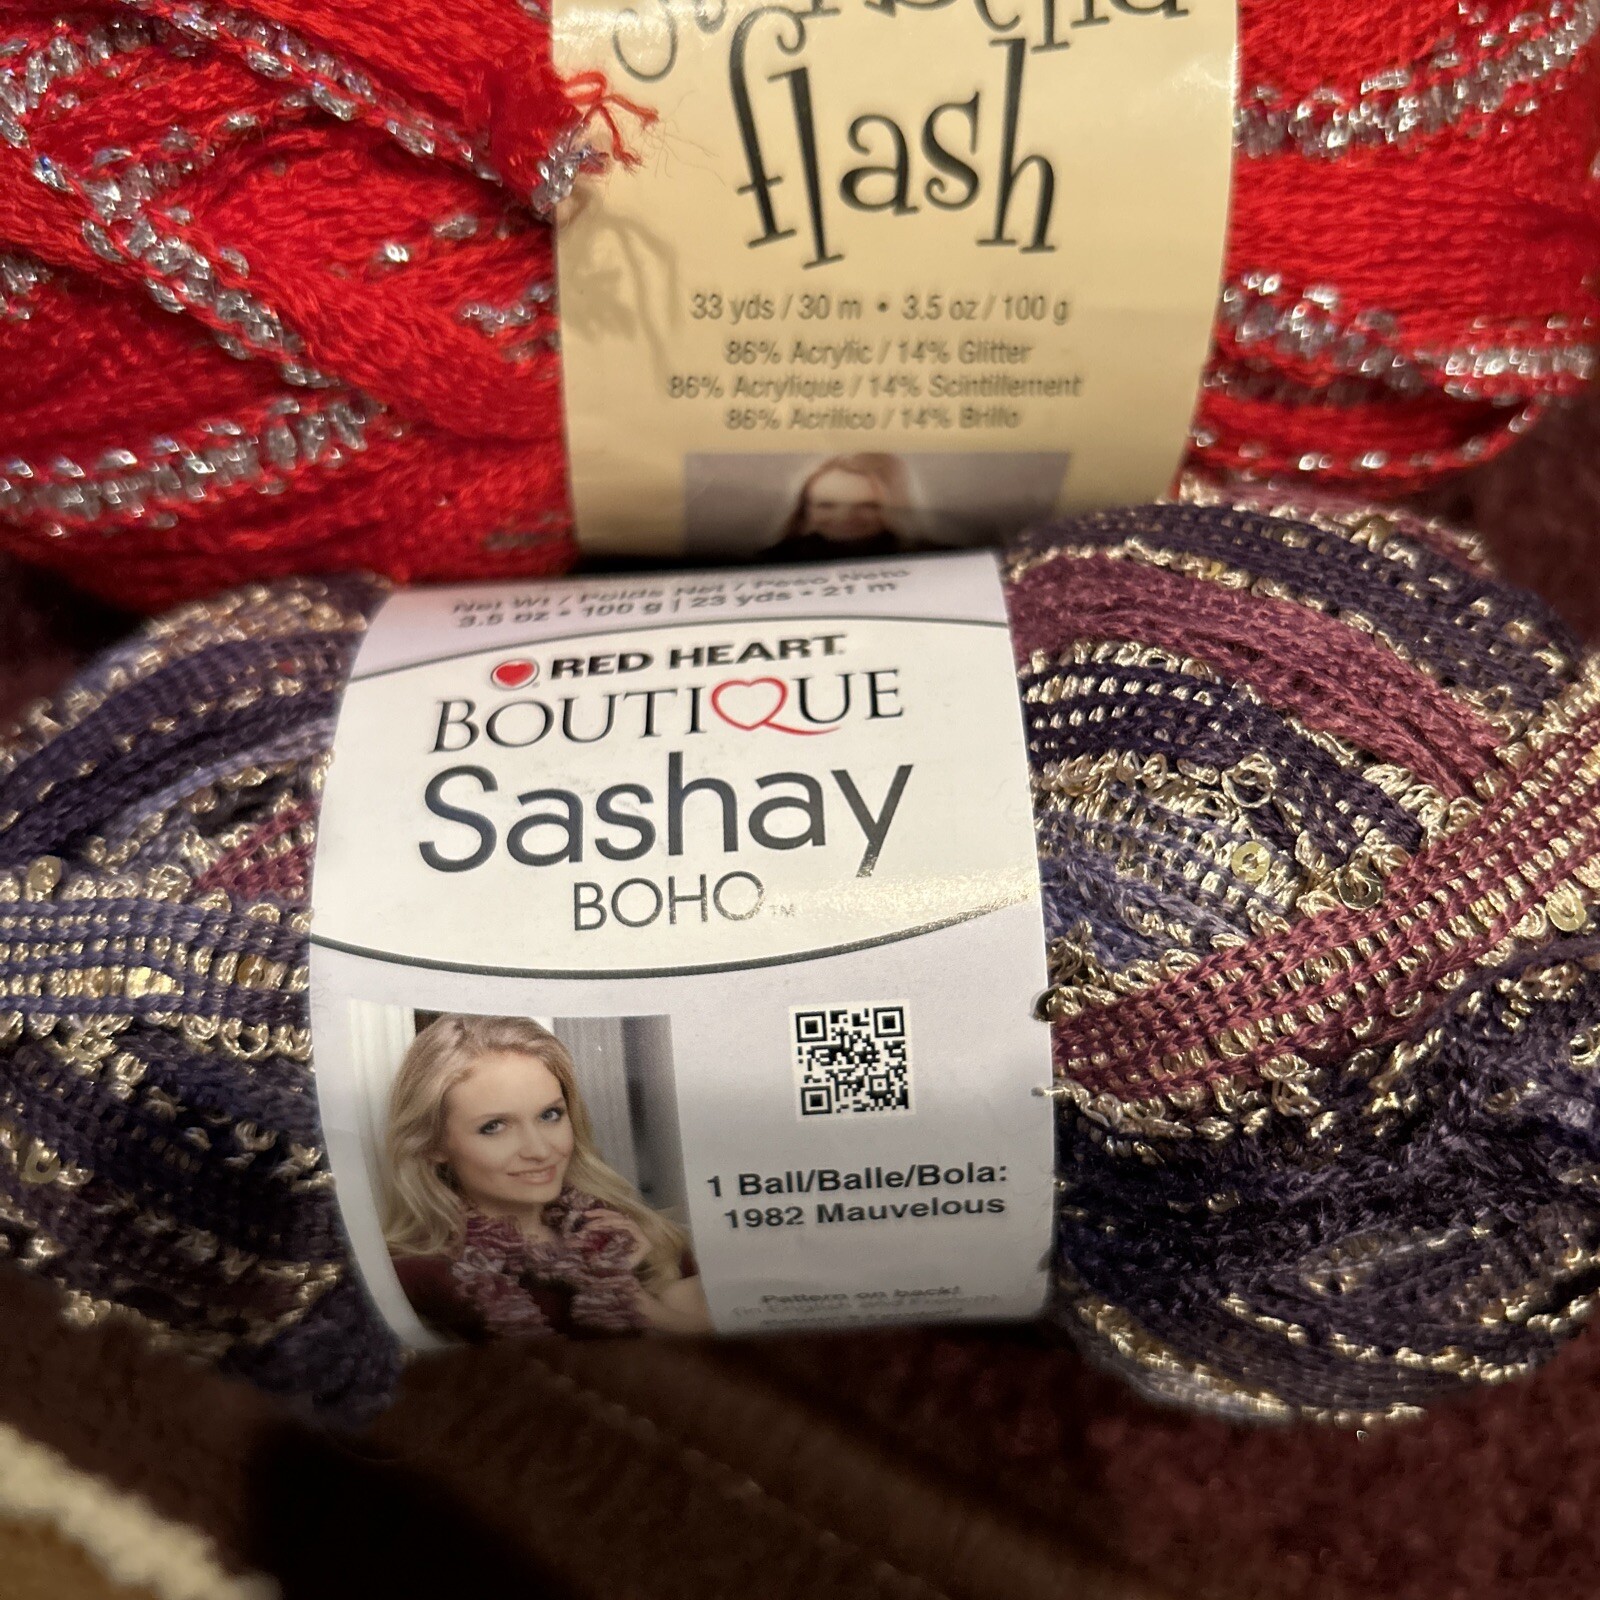 flash
33 yds / 30 m • 3.5 oz / 100 g
86% Acrylic / 14% Glitter
86% Acrylique / 14% Scintillement
86% Acrílico / 14% Brillo
Net Wt / Poids Net / Peso Neto
3.5 oz • 100 g | 23 yds • 21 m
RED HEART
BOUTIQUE
Sashay
BOHO™
1 Ball/Balle/Bola:
1982 Mauvelous
Pattern on back!